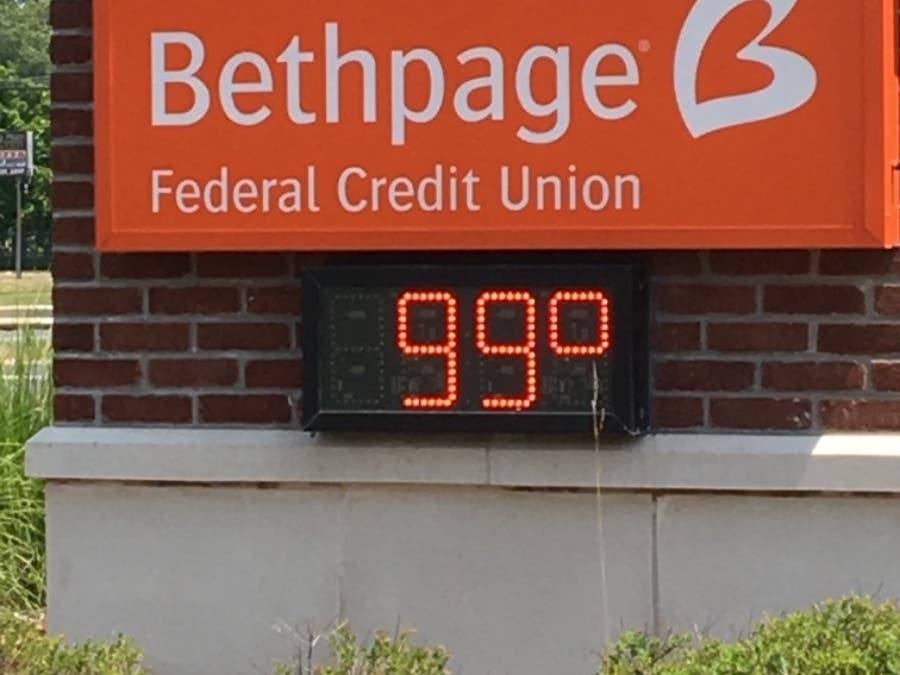 Bethpage®
Federal Credit Union
99°